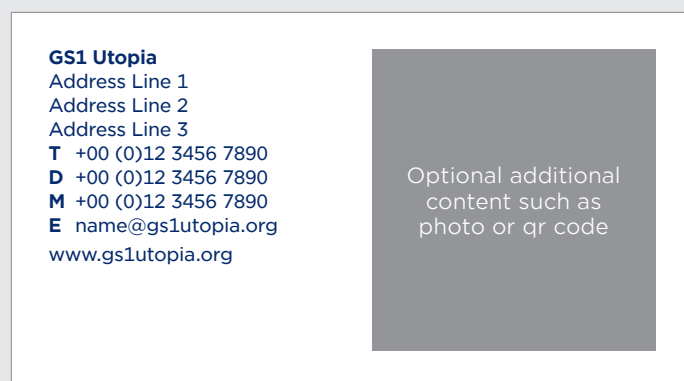 GS1 Utopia
Address Line 1
Address Line 2
Address Line 3
T +00 (0)12 3456 7890
D +00 (0)12 3456 7890
M +00 (0)12 3456 7890
E name@gs1utopia.org
www.gs1utopia.org
Optional additional
content such as
photo or qr code